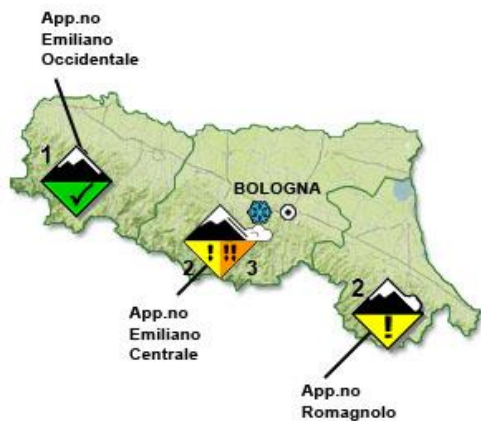 App.no
Emiliano
Occidentale
1
BOLOGNA
2 ! !! 3
App.no
Emiliano
Centrale
2
!
App.no
Romagnolo